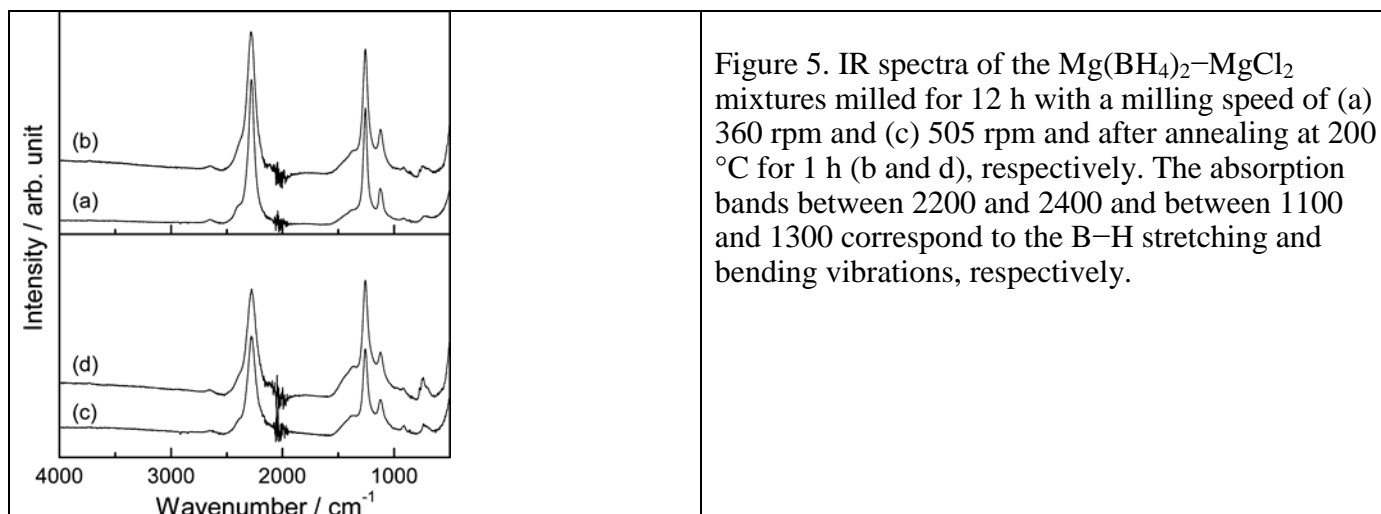 Intensity / arb. unit
(b)
(a)
(d)
(c)
4000 3000 2000 1000
Wavenumber / cm⁻¹
Figure 5. IR spectra of the Mg(BH₄)₂−MgCl₂
mixtures milled for 12 h with a milling speed of (a)
360 rpm and (c) 505 rpm and after annealing at 200
°C for 1 h (b and d), respectively. The absorption
bands between 2200 and 2400 and between 1100
and 1300 correspond to the B−H stretching and
bending vibrations, respectively.